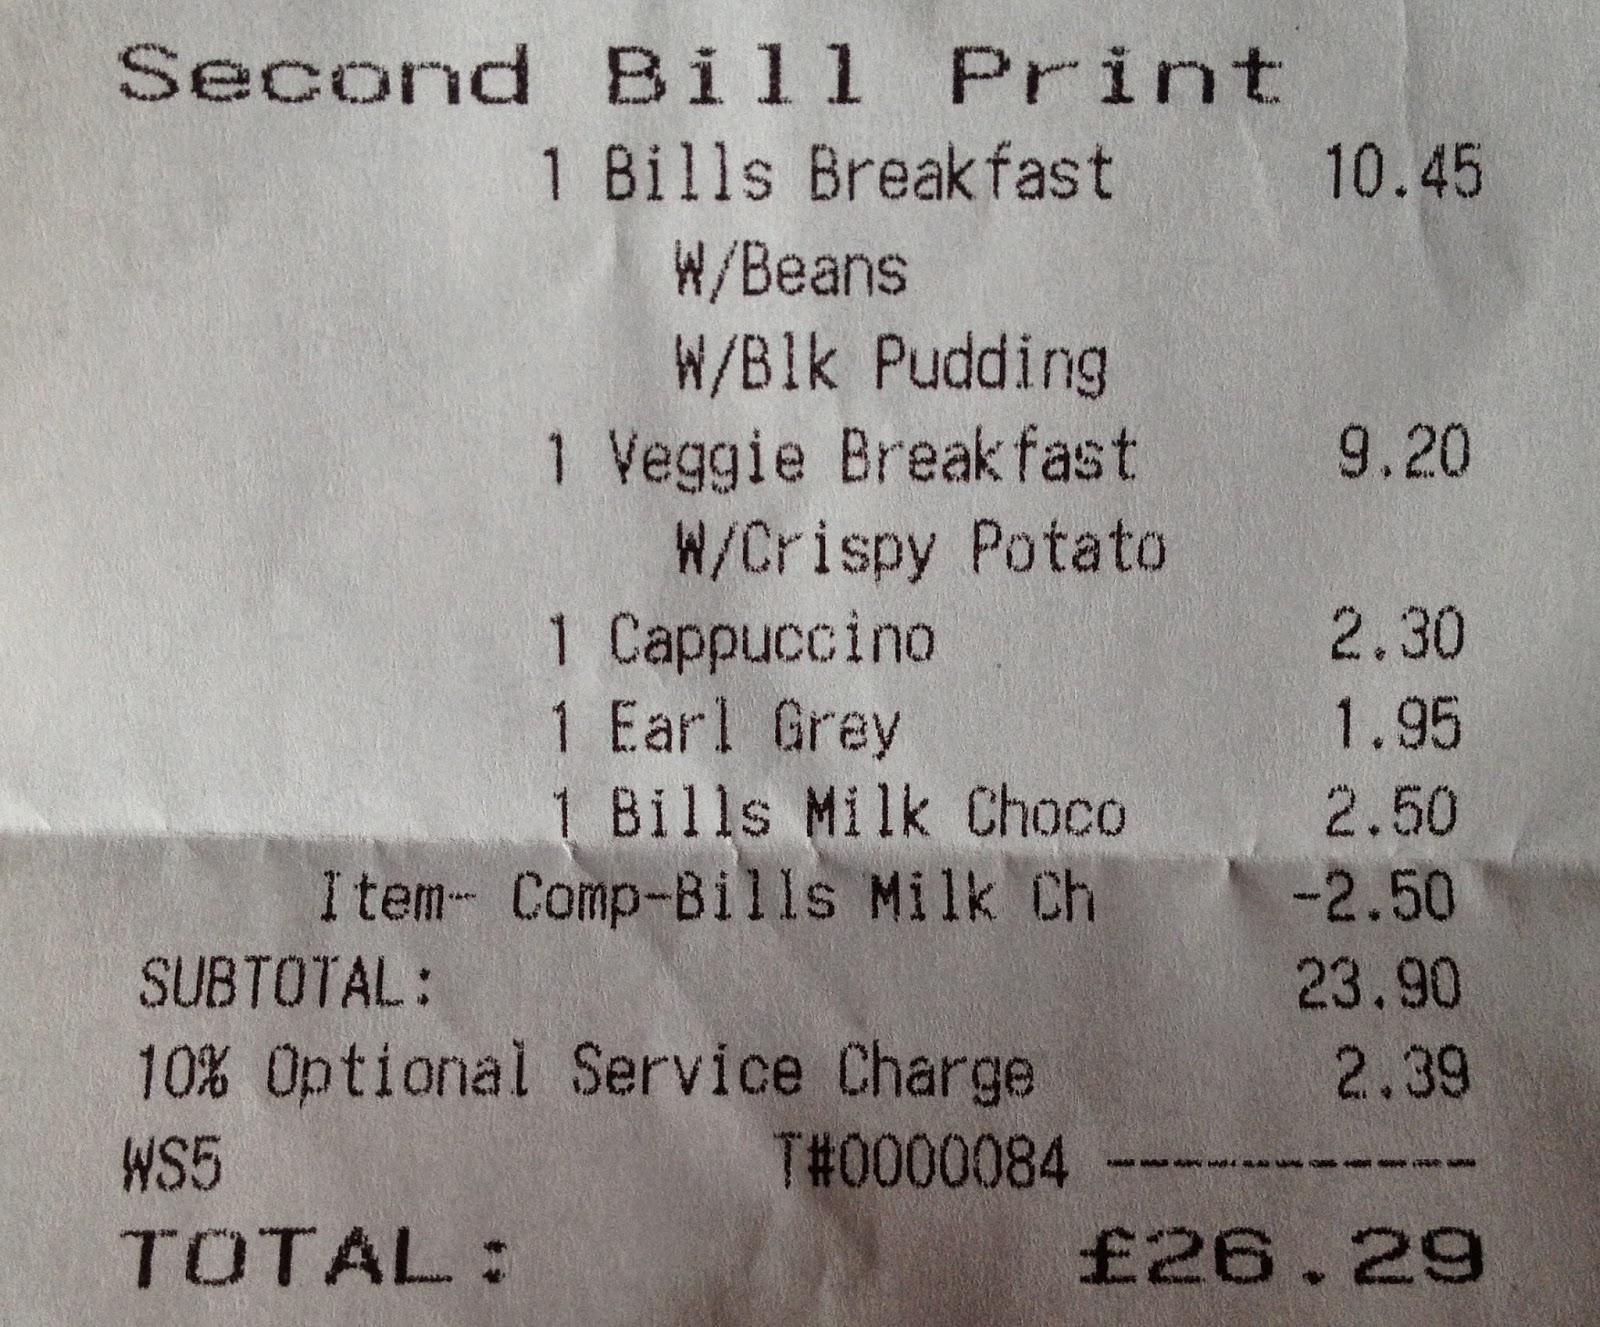 Second Bill Print
1 Bills Breakfast 10.45
W/Beans
W/Blk Pudding
1 Veggie Breakfast 9.20
W/Crispy Potato
1 Cappuccino 2.30
1 Earl Grey 1.95
1 Bills Milk Choco 2.50
Item- Comp-Bills Milk Ch -2.50
SUBTOTAL: 23.90
10% Optional Service Charge 2.39
WS5 T#0000084 -------------
TOTAL: £26.29